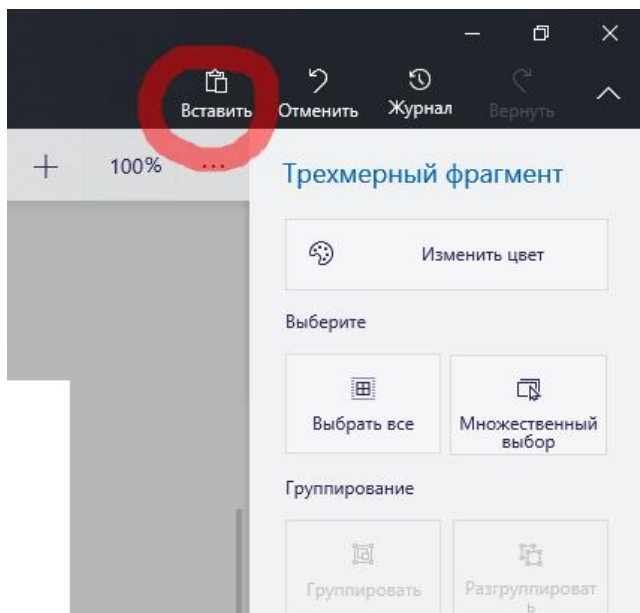 Вставить Отменить Журнал Вернуть
100% ...
Трехмерный фрагмент
Изменить цвет
Выберите
Выбрать все Множественный
выбор
Группирование
Группировать Разгруппироват
ь